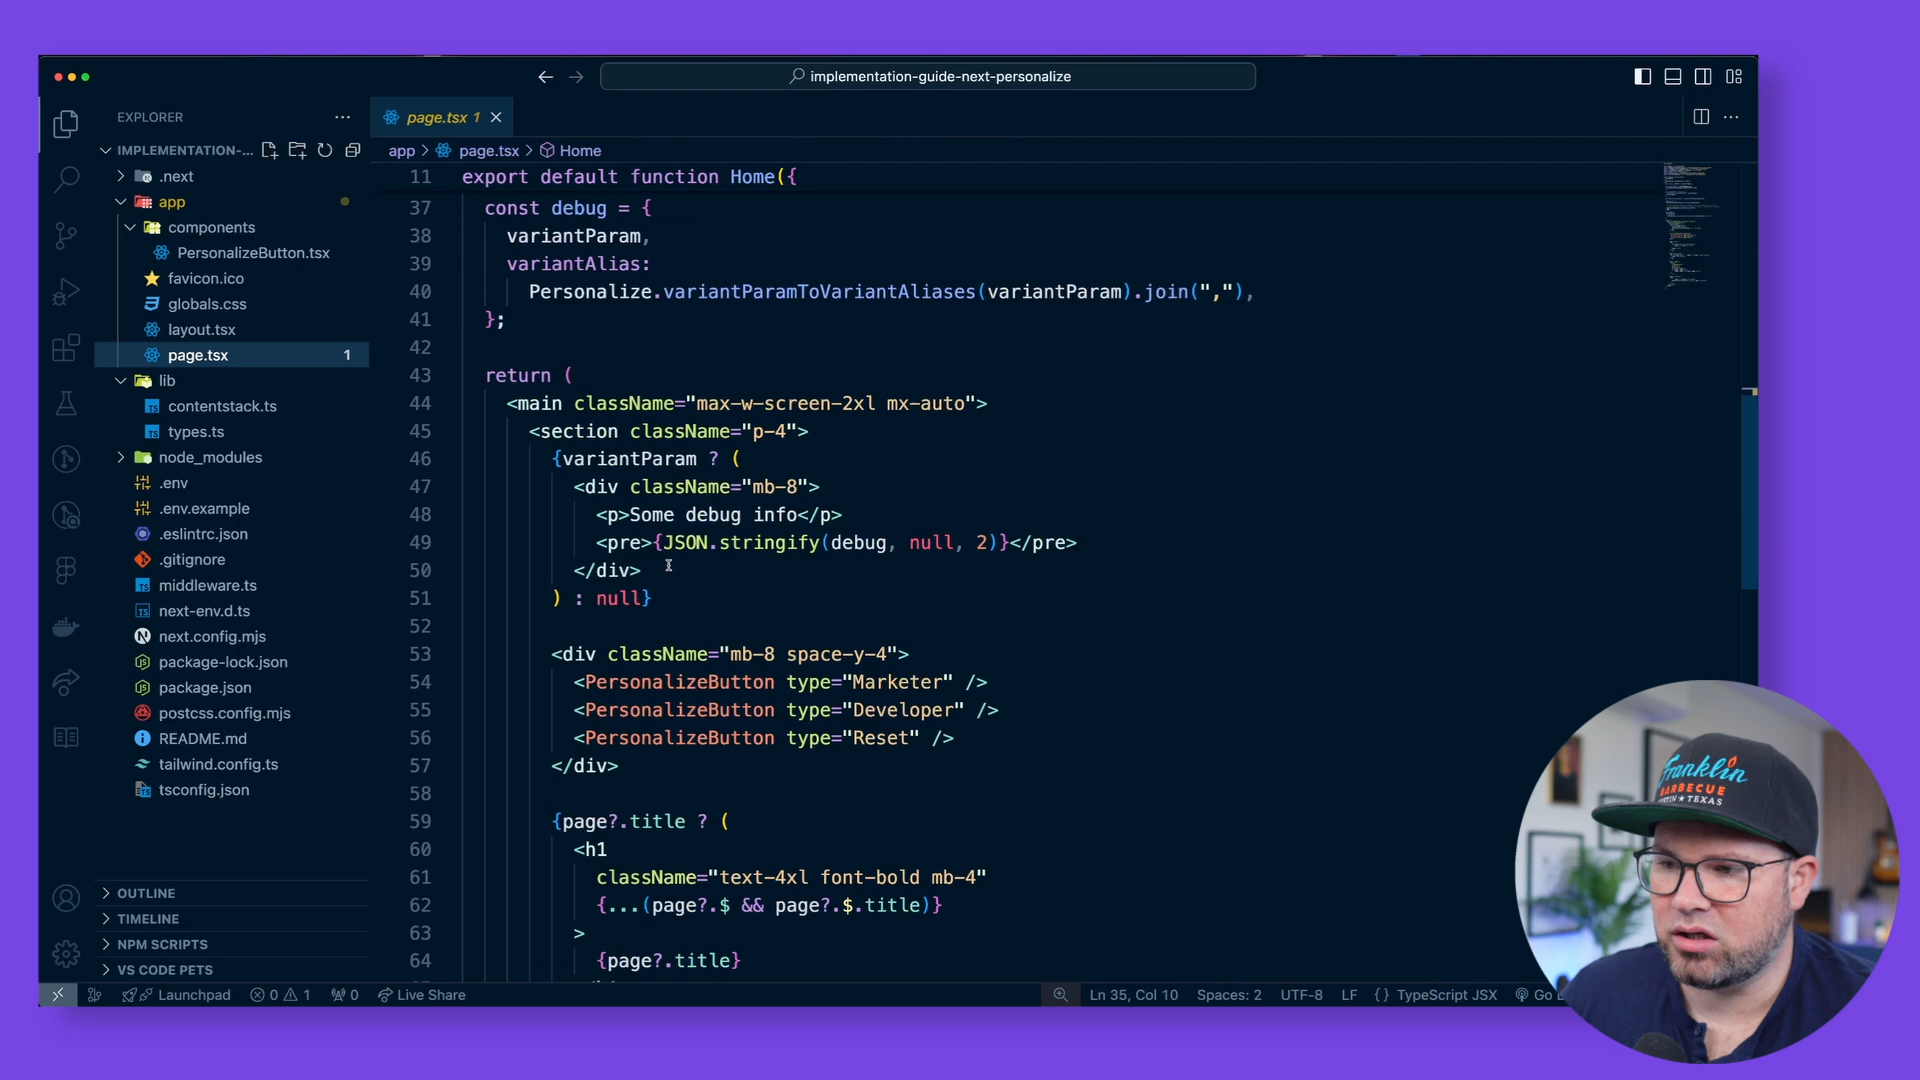 implementation-guide-next-personalize
EXPLORER
page.tsx 1
IMPLEMENTATION-...
app > page.tsx > Home
.next
app
components
PersonalizeButton.tsx
favicon.ico
globals.css
layout.tsx
page.tsx 1
lib
contentstack.ts
types.ts
node_modules
.env
.env.example
.eslintrc.json
.gitignore
middleware.ts
next-env.d.ts
next.config.mjs
package-lock.json
package.json
postcss.config.mjs
README.md
tailwind.config.ts
tsconfig.json
OUTLINE
TIMELINE
NPM SCRIPTS
VS CODE PETS
11 export default function Home({
37 const debug = {
38 variantParam,
39 variantAlias:
40 Personalize.variantParamToVariantAliases(variantParam).join(","),
41 };
42
43 return (
44 <main className="max-w-screen-2xl mx-auto">
45 <section className="p-4">
46 {variantParam ? (
47 <div className="mb-8">
48 <p>Some debug info</p>
49 <pre>{JSON.stringify(debug, null, 2)}</pre>
50 </div>
51 ) : null}
52
53 <div className="mb-8 space-y-4">
54 <PersonalizeButton type="Marketer" />
55 <PersonalizeButton type="Developer" />
56 <PersonalizeButton type="Reset" />
57 </div>
58
59 {page?.title ? (
60 <h1
61 className="text-4xl font-bold mb-4"
62 {...(page?.$ && page?.$.title)}
63 >
64 {page?.title}
Launchpad 0 1 0 Live Share Ln 35, Col 10 Spaces: 2 UTF-8 LF {} TypeScript JSX Go
Franklin
BARBECUE
TEXAS